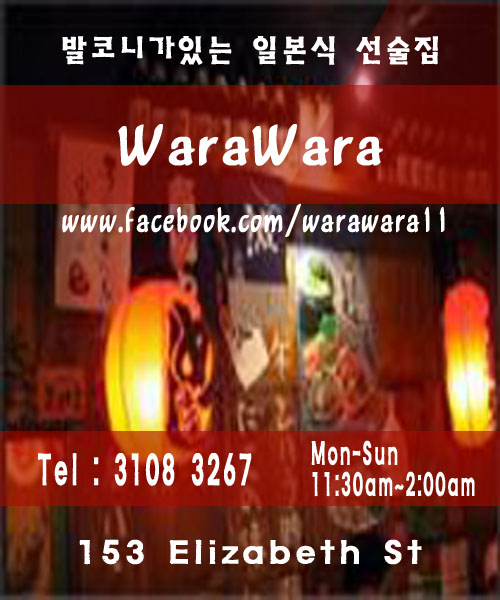 발코니가있는 일본식 선술집
WaraWara
www.facebook.com/warawara11
Tel : 3108 3267
Mon-Sun
11:30am~2:00am
153 Elizabeth St